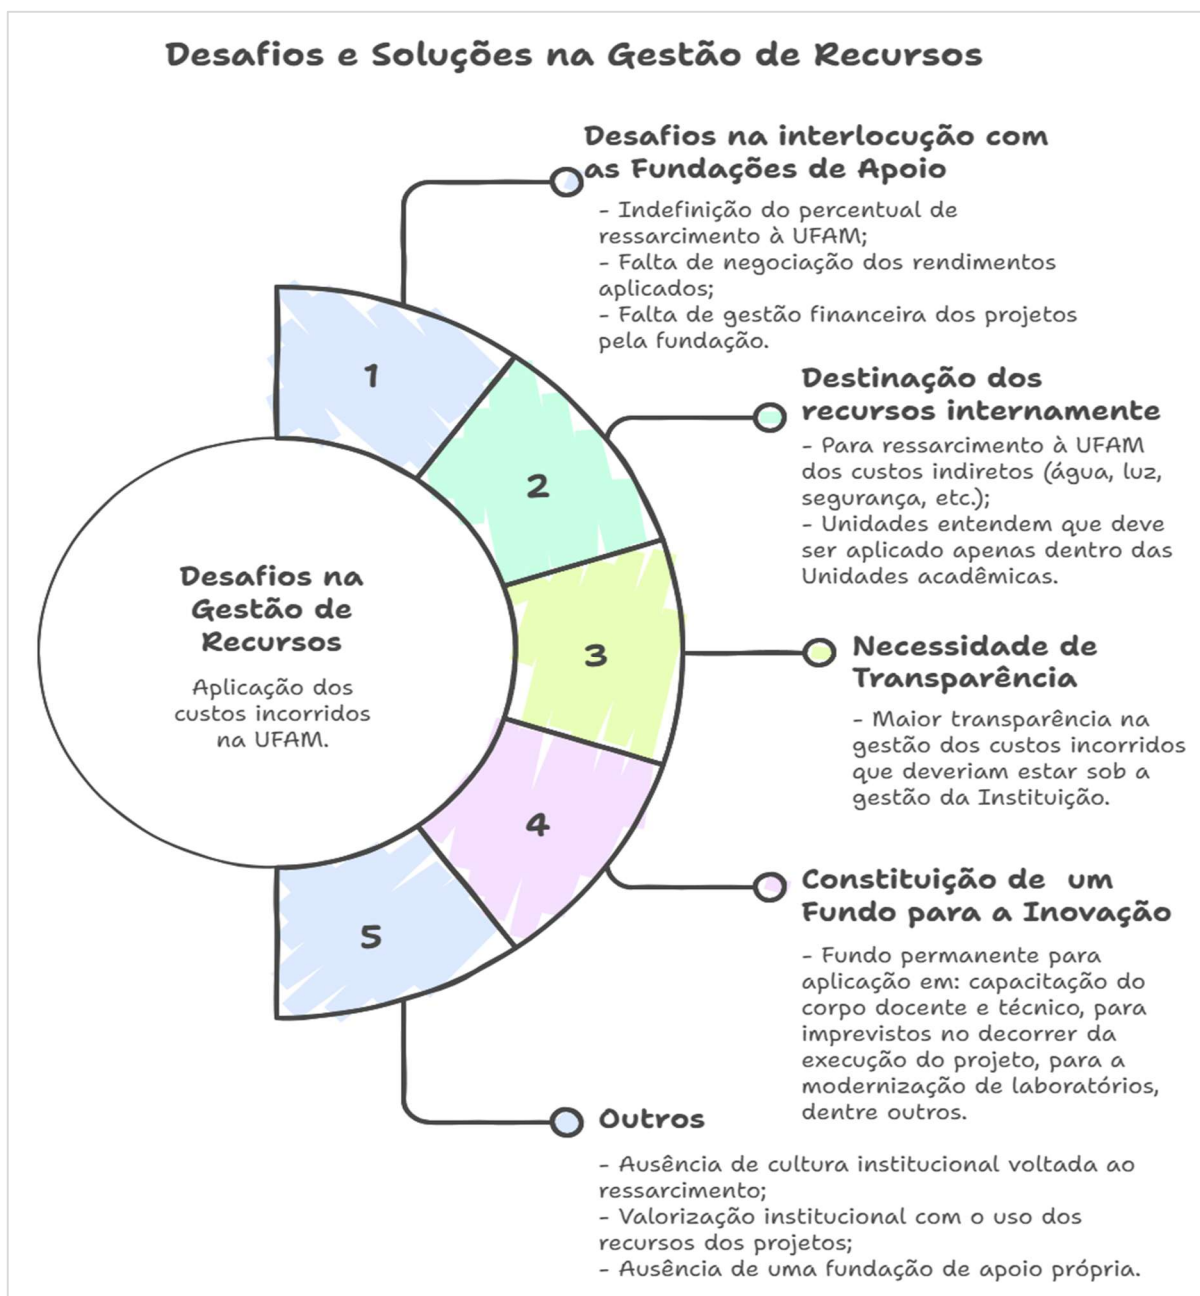 Desafios e Soluções na Gestão de Recursos
Desafios na interlocução com
as Fundações de Apoio
- Indefinição do percentual de
ressarcimento à UFAM;
- Falta de negociação dos rendimentos
aplicados;
- Falta de gestão financeira dos projetos
pela fundação.
1
Destinação dos
recursos internamente
- Para ressarcimento à UFAM
dos custos indiretos (água, luz,
segurança, etc.);
- Unidades entendem que deve
ser aplicado apenas dentro das
Unidades acadêmicas.
2
Desafios na
Gestão de
Recursos
Aplicação dos
custos incorridos
na UFAM.
3
Necessidade de
Transparência
- Maior transparência na
gestão dos custos incorridos
que deveriam estar sob a
gestão da Instituição.
4
Constituição de  um
Fundo para a Inovação
- Fundo permanente para
aplicação em: capacitação do
corpo docente e técnico, para
imprevistos no decorrer da
execução do projeto, para a
modernização de laboratórios,
dentre outros.
5
Outros
- Ausência de cultura institucional voltada ao
ressarcimento;
- Valorização institucional com o uso dos
recursos dos projetos;
- Ausência de uma fundação de apoio própria.